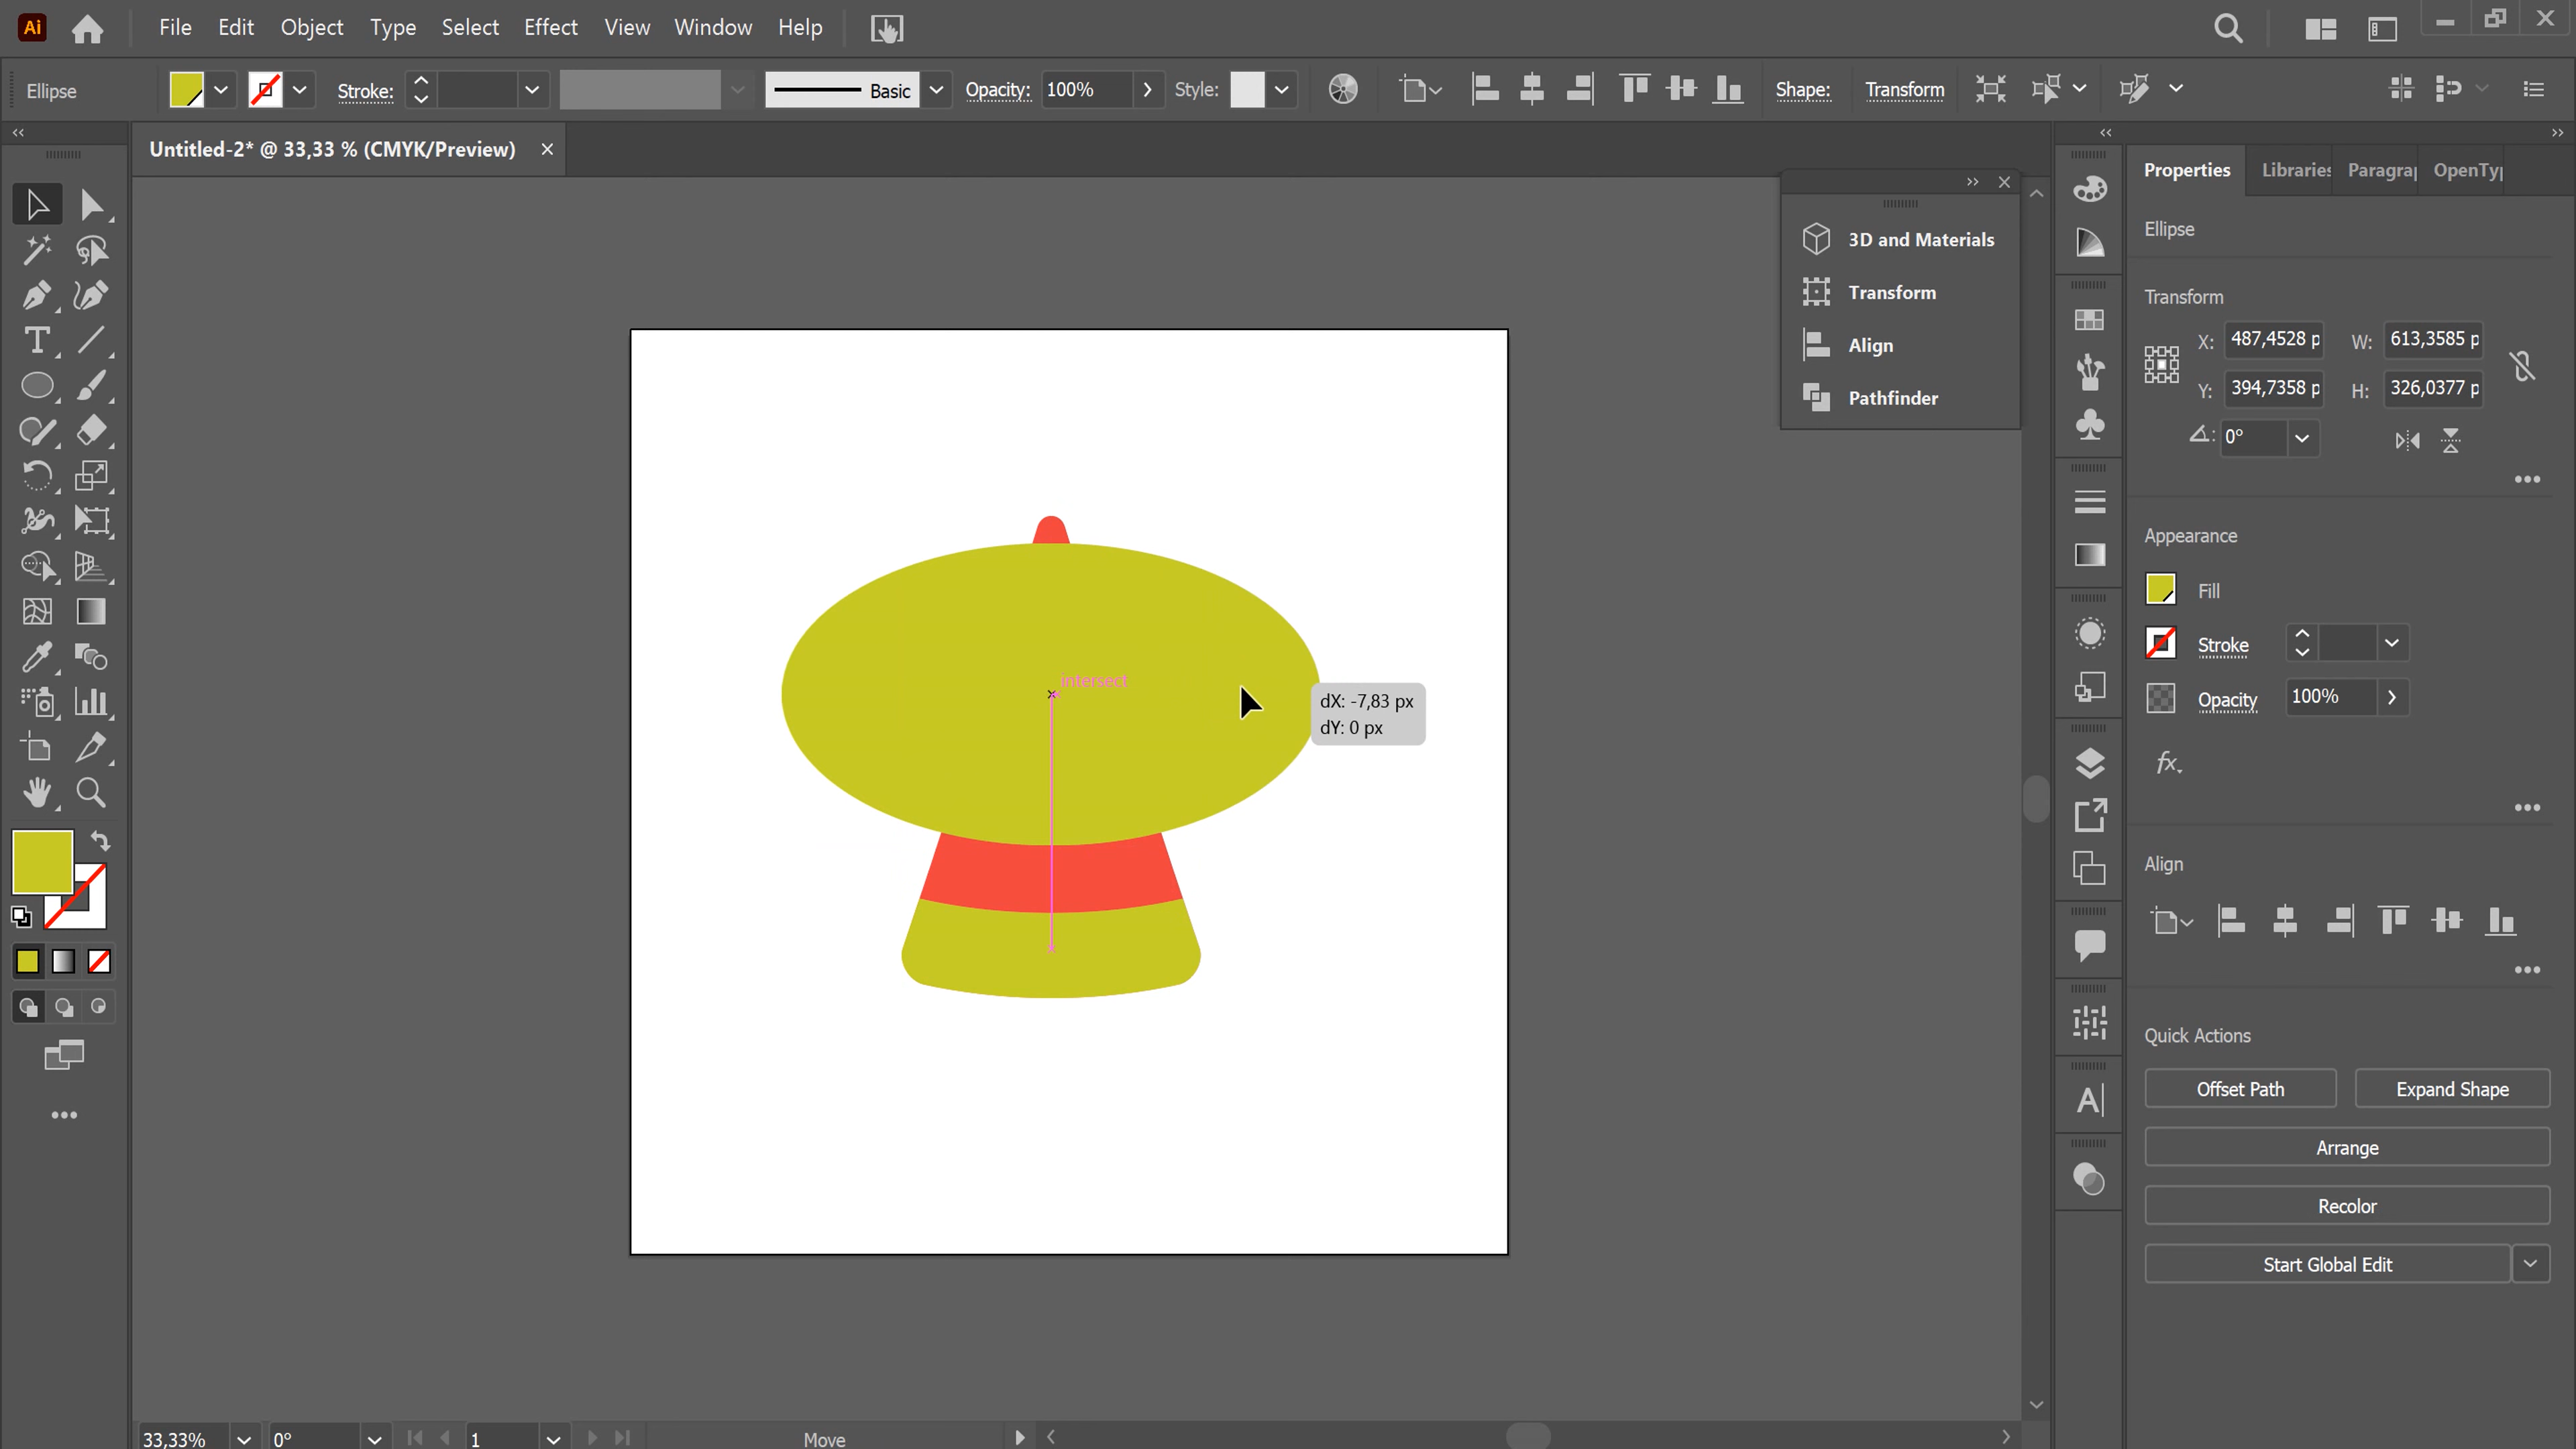 Ai File Edit Object Type Select Effect View Window Help
Ellipse Stroke: Basic Opacity: 100% Style: Shape: Transform
Untitled-2* @ 33,33 % (CMYK/Preview)
3D and Materials
Transform
Align
Pathfinder
intersect
dX: -7,83 px
dY: 0 px
Properties Libraries Paragra OpenTy
Ellipse
Transform
X: 487,4528 p W: 613,3585 p
Y: 394,7358 p H: 326,0377 p
0°
Appearance
Fill
Stroke
Opacity 100%
fx.
Align
Quick Actions
Offset Path Expand Shape
Arrange
Recolor
Start Global Edit
33,33% 0° 1 Move